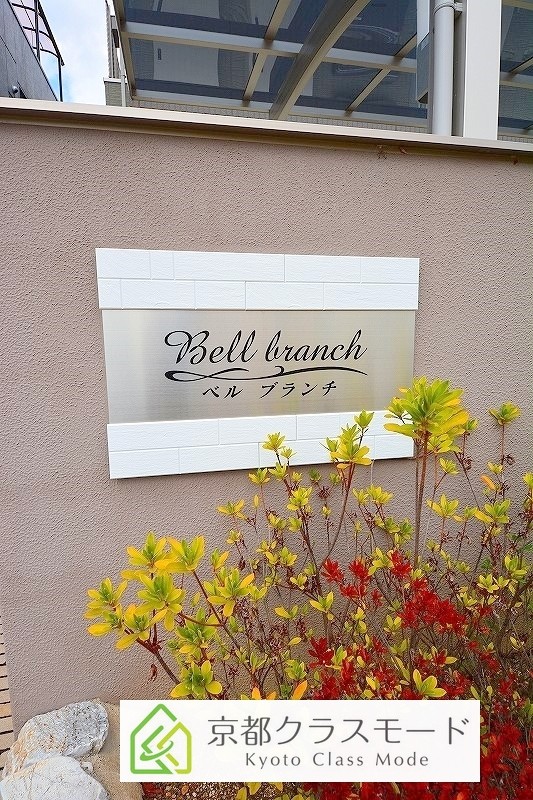 Bell branch
ベル ブランチ
京都クラスモード
Kyoto Class Mode